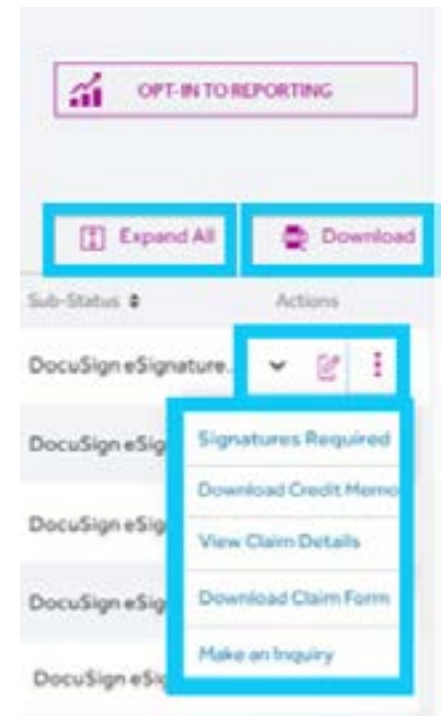 OPT-IN TO REPORTING
Expand All
Download
Sub-Status
Actions
DocuSign eSignature...
DocuSign eSig
Signatures Required
Download Credit Memo
DocuSign eSig
View Claim Details
DocuSign eSig
Download Claim Form
Make an Inquiry
DocuSign eSig